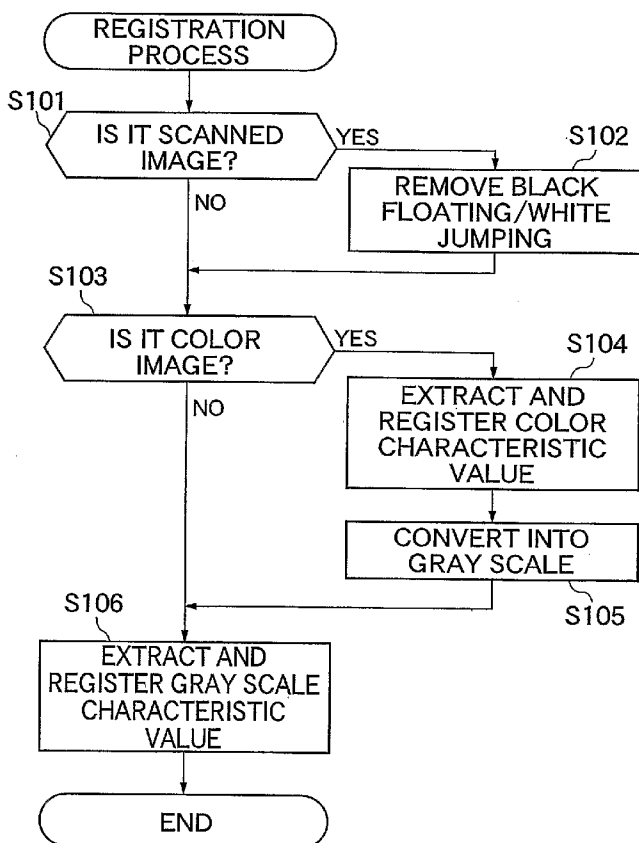 REGISTRATION
PROCESS
S101
IS IT SCANNED
IMAGE?
YES
NO
S102
REMOVE BLACK
FLOATING/WHITE
JUMPING
S103
IS IT COLOR
IMAGE?
YES
NO
S104
EXTRACT AND
REGISTER COLOR
CHARACTERISTIC
VALUE
CONVERT INTO
GRAY SCALE
S105
S106
EXTRACT AND
REGISTER GRAY SCALE
CHARACTERISTIC
VALUE
END